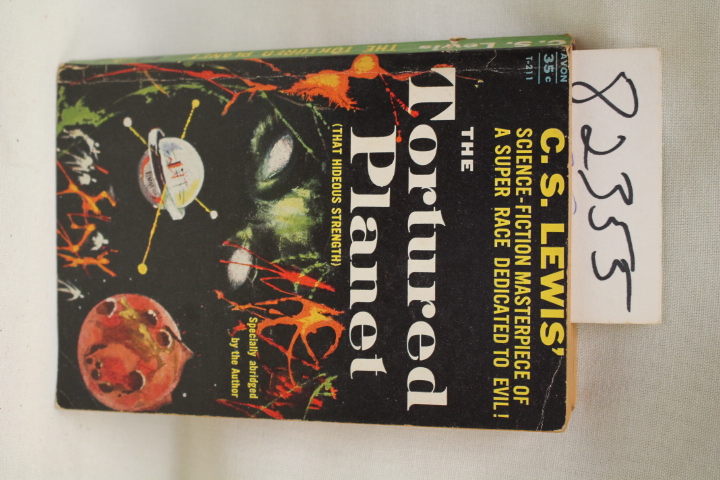 C. S. Lewis THE TORTURED PLANET
AVON
35c
T-211
C. S. LEWIS'
SCIENCE-FICTION MASTERPIECE OF
A SUPER RACE DEDICATED TO EVIL!
THE
Tortured
Planet
(THAT HIDEOUS STRENGTH)
Specially abridged
by the Author
82355